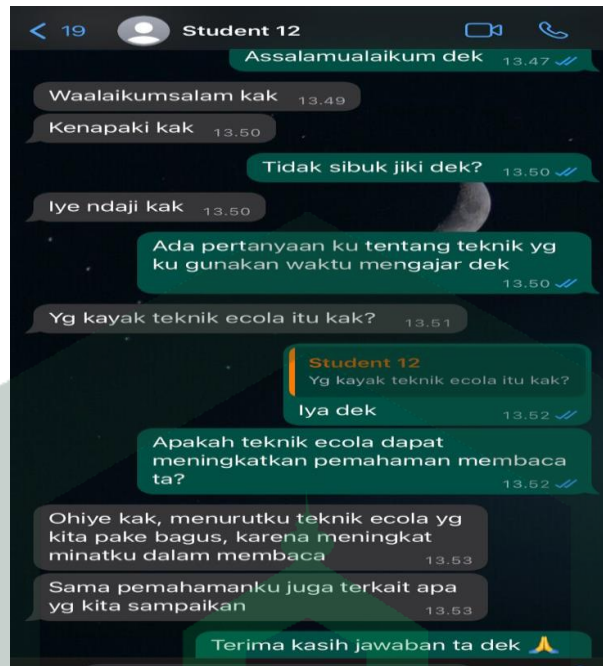 19 Student 12
Assalamualaikum dek 13.47
Waalaikumsalam kak 13.49
Kenapaki kak 13.50
Tidak sibuk jiki dek? 13.50
Iye ndaji kak 13.50
Ada pertanyaan ku tentang teknik yg
ku gunakan waktu mengajar dek
13.50
Yg kayak teknik ecola itu kak? 13.51
Student 12
Yg kayak teknik ecola itu kak?
Iya dek 13.52
Apakah teknik ecola dapat
meningkatkan pemahaman membaca
ta? 13.52
Ohiye kak, menurutku teknik ecola yg
kita pake bagus, karena meningkat
minatku dalam membaca 13.53
Sama pemahamanku juga terkait apa
yg kita sampaikan 13.53
Terima kasih jawaban ta dek 🙏